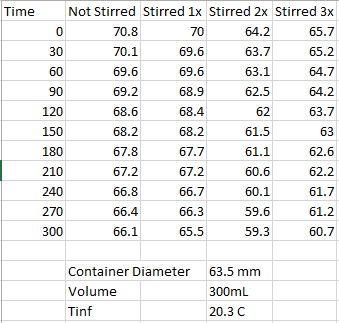 Time Not Stirred Stirred 1x Stirred 2x Stirred 3x
0 70.8 70 64.2 65.7
30 70.1 69.6 63.7 65.2
60 69.6 69.6 63.1 64.7
90 69.2 68.9 62.5 64.2
120 68.6 68.4 62 63.7
150 68.2 68.2 61.5 63
180 67.8 67.7 61.1 62.6
210 67.2 67.2 60.6 62.2
240 66.8 66.7 60.1 61.7
270 66.4 66.3 59.6 61.2
300 66.1 65.5 59.3 60.7
Container Diameter 63.5 mm
Volume 300mL
Tinf 20.3 C